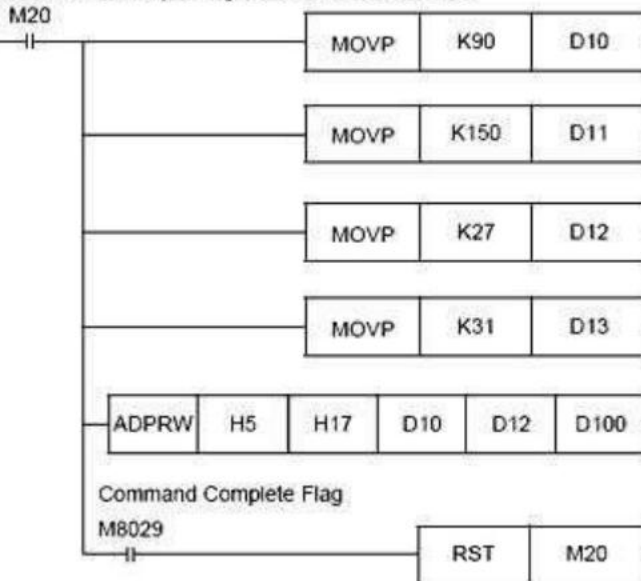 M20
MOVP K90 D10
MOVP K150 D11
MOVP K27 D12
MOVP K31 D13
ADPRW H5 H17 D10 D12 D100
Command Complete Flag
M8029
RST M20